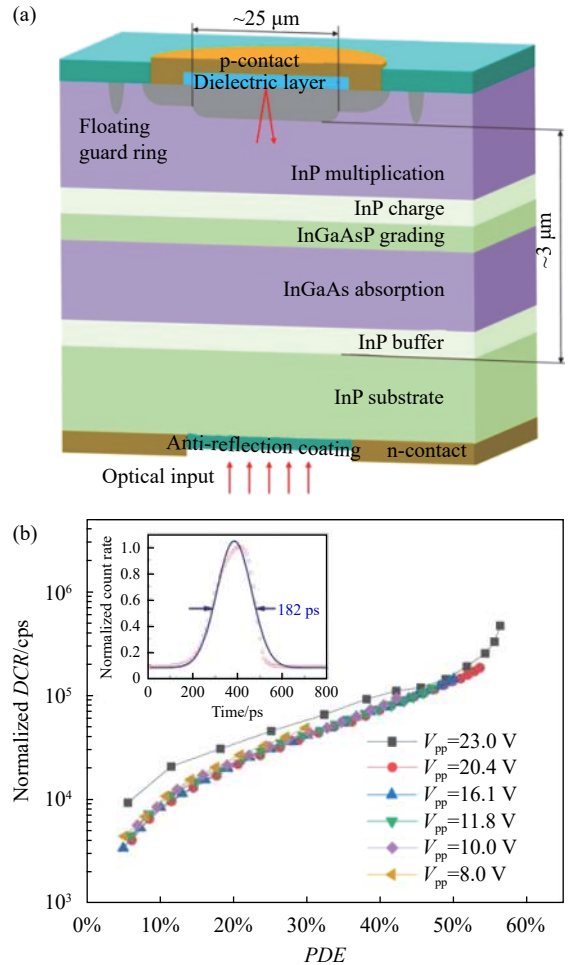 (a)
~25 μm
p-contact
Dielectric layer
Floating
guard ring
InP multiplication
InP charge
InGaAsP grading
~3 μm
InGaAs absorption
InP buffer
InP substrate
Anti-reflection coating
n-contact
Optical input
(b)
Normalized DCR/cps
10^6
10^5
10^4
10^3
Normalized count rate
1.0
0.8
0.6
0.4
0.2
0
182 ps
0 200 400 600 800
Time/ps
V_pp=23.0 V
V_pp=20.4 V
V_pp=16.1 V
V_pp=11.8 V
V_pp=10.0 V
V_pp=8.0 V
0% 10% 20% 30% 40% 50% 60%
PDE